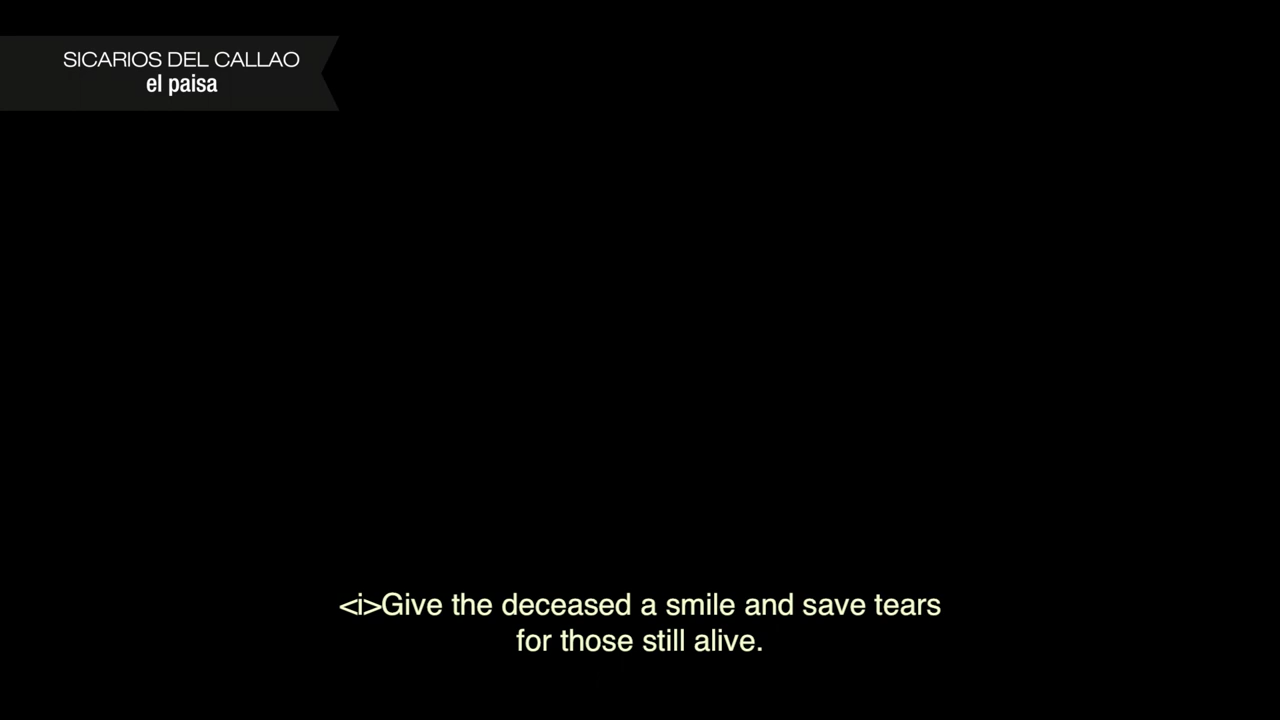 SICARIOS DEL CALLAO
el paisa
<i>Give the deceased a smile and save tears
for those still alive.